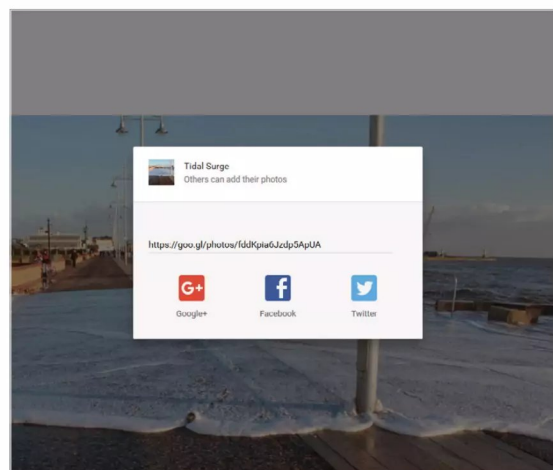 Tidal Surge
Others can add their photos
https://goo.gl/photos/fddKpia6Jzdp5ApUA
G+
Google+
Facebook
Twitter